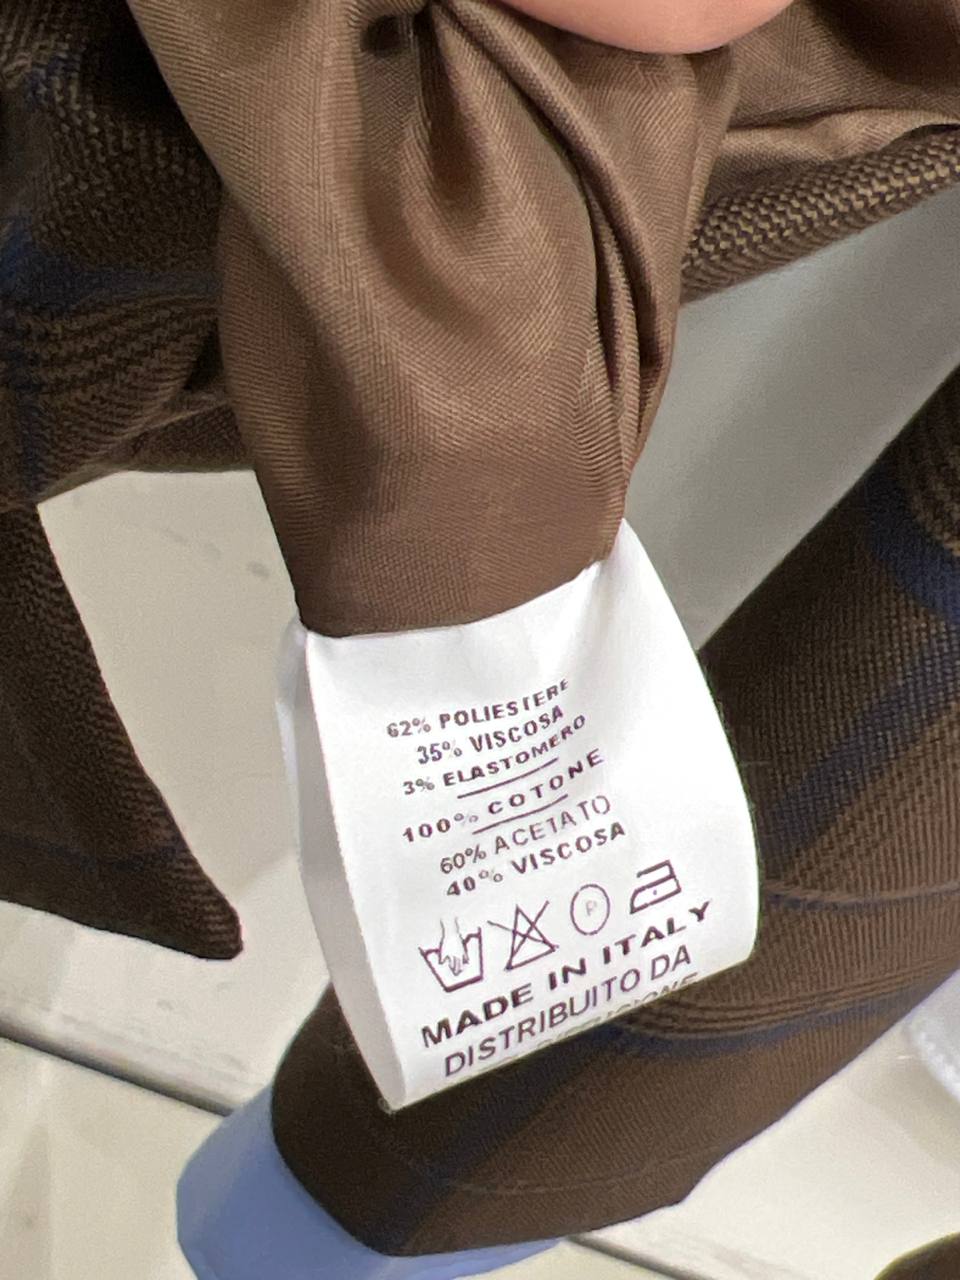 62% POLIESTERE
35% VISCOSA
3% ELASTOMERO
100% COTONE
60% ACETATO
40% VISCOSA
P
MADE IN ITALY
DISTRIBUITO DA